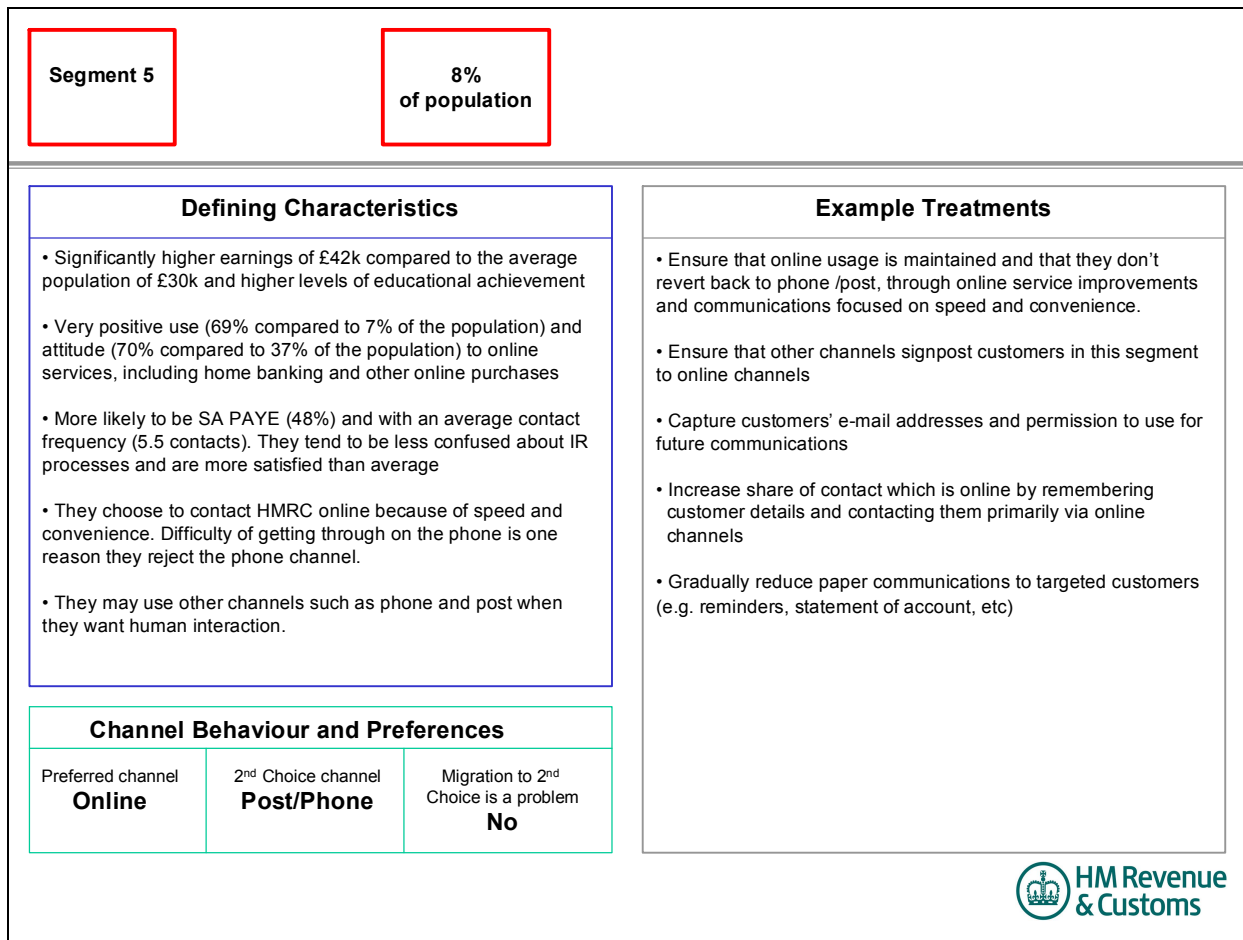 Segment 5
8%
of population
Defining Characteristics
• Significantly higher earnings of £42k compared to the average
population of £30k and higher levels of educational achievement
• Very positive use (69% compared to 7% of the population) and
attitude (70% compared to 37% of the population) to online
services, including home banking and other online purchases
• More likely to be SA PAYE (48%) and with an average contact
frequency (5.5 contacts). They tend to be less confused about IR
processes and are more satisfied than average
• They choose to contact HMRC online because of speed and
convenience. Difficulty of getting through on the phone is one
reason they reject the phone channel.
• They may use other channels such as phone and post when
they want human interaction.
Channel Behaviour and Preferences
Preferred channel
Online
2nd Choice channel
Post/Phone
Migration to 2nd
Choice is a problem
No
Example Treatments
• Ensure that online usage is maintained and that they don’t
revert back to phone /post, through online service improvements
and communications focused on speed and convenience.
• Ensure that other channels signpost customers in this segment
to online channels
• Capture customers’ e-mail addresses and permission to use for
future communications
• Increase share of contact which is online by remembering
customer details and contacting them primarily via online
channels
• Gradually reduce paper communications to targeted customers
(e.g. reminders, statement of account, etc)
HM Revenue
& Customs